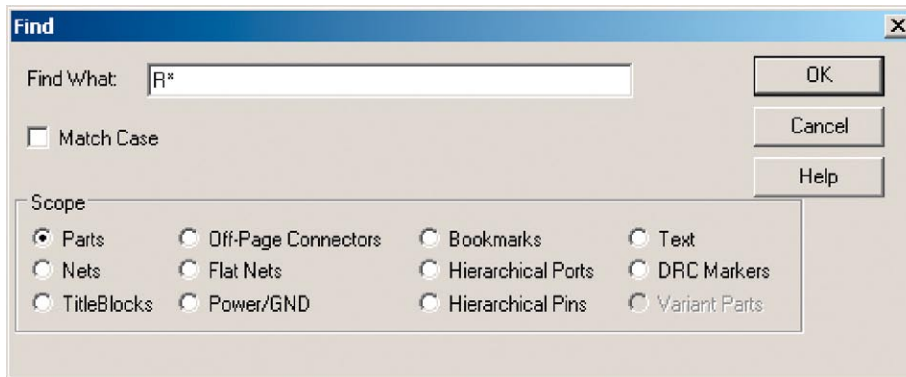 Find
Find What: R*
OK
Match Case
Cancel
Help
Scope
Parts Off-Page Connectors Bookmarks Text
Nets Flat Nets Hierarchical Ports DRC Markers
TitleBlocks Power/GND Hierarchical Pins Variant Parts